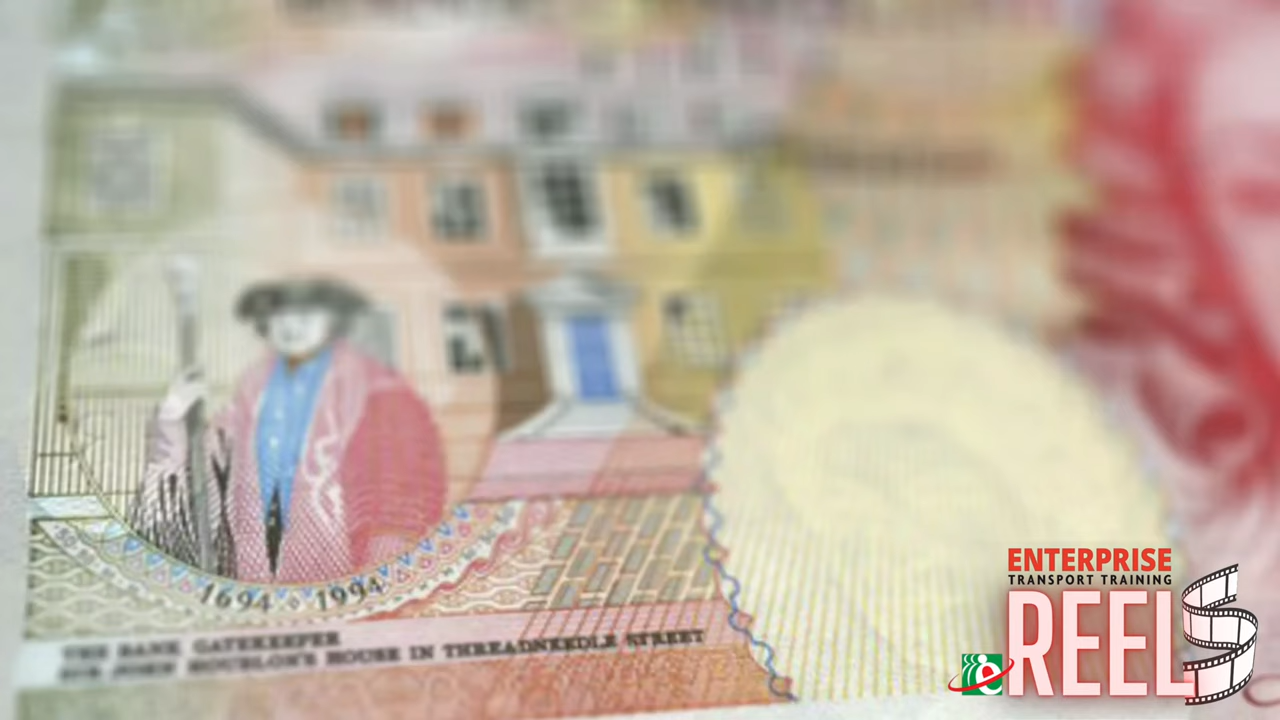 1694 1994
THE BANK GATEKEEPER
SIR JOHN HOUBLON'S HOUSE IN THREADNEEDLE STREET
ENTERPRISE
TRANSPORT TRAINING
REELS